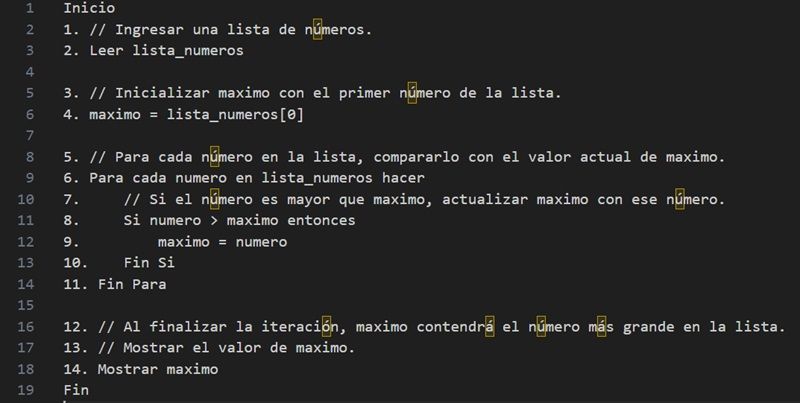 1 Inicio
2 1. // Ingresar una lista de números.
3 2. Leer lista_numeros
4
5 3. // Inicializar maximo con el primer número de la lista.
6 4. maximo = lista_numeros[0]
7
8 5. // Para cada número en la lista, compararlo con el valor actual de maximo.
9 6. Para cada numero en lista_numeros hacer
10 7.     // Si el número es mayor que maximo, actualizar maximo con ese número.
11 8.     Si numero > maximo entonces
12 9.         maximo = numero
13 10.    Fin Si
14 11. Fin Para
15
16 12. // Al finalizar la iteración, maximo contendrá el número más grande en la lista.
17 13. // Mostrar el valor de maximo.
18 14. Mostrar maximo
19 Fin